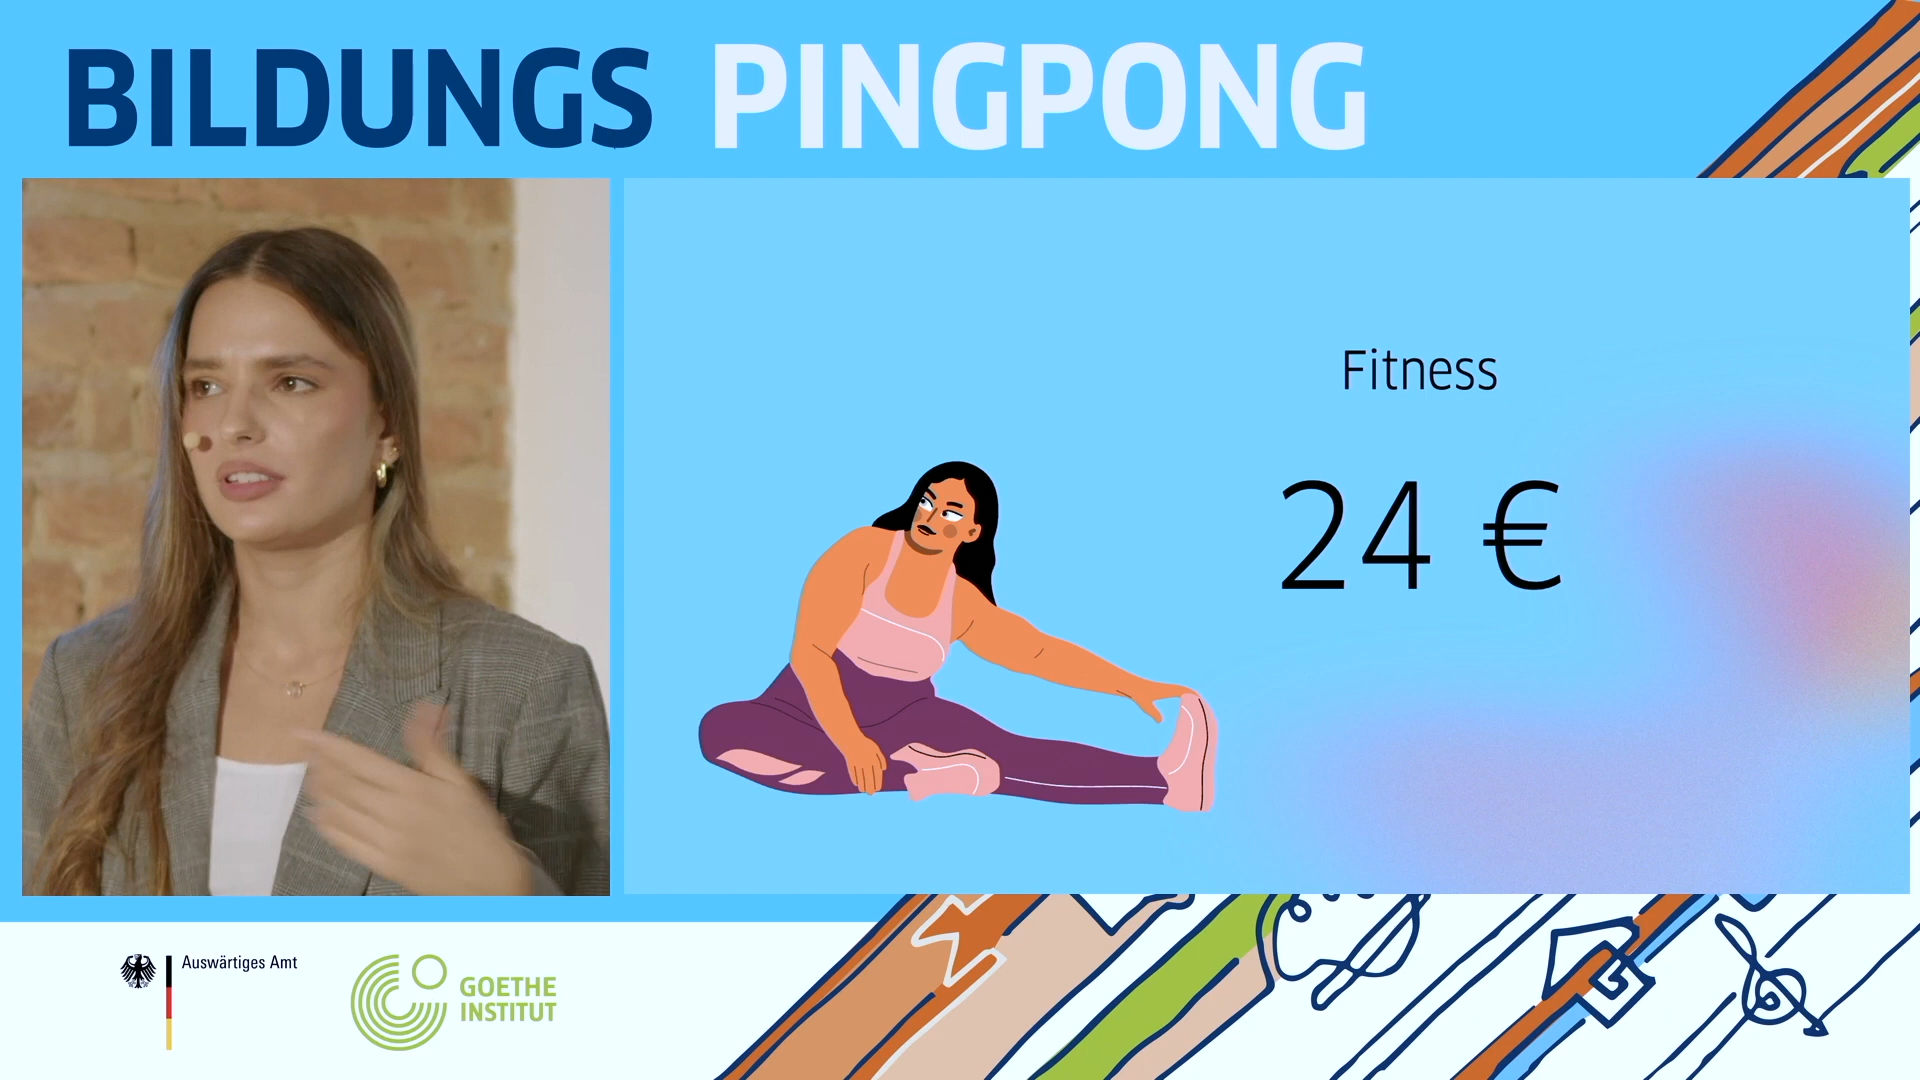 BILDUNGS PINGPONG
Fitness
24 €
Auswärtiges Amt
GOETHE
INSTITUT